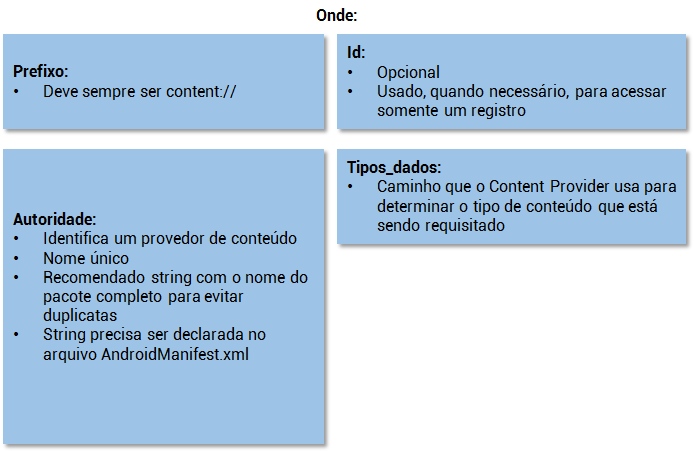 Onde:
Prefixo:
• Deve sempre ser content://
Id:
• Opcional
• Usado, quando necessário, para acessar
somente um registro
Autoridade:
• Identifica um provedor de conteúdo
• Nome único
• Recomendado string com o nome do
pacote completo para evitar
duplicatas
• String precisa ser declarada no
arquivo AndroidManifest.xml
Tipos_dados:
• Caminho que o Content Provider usa para
determinar o tipo de conteúdo que está
sendo requisitado